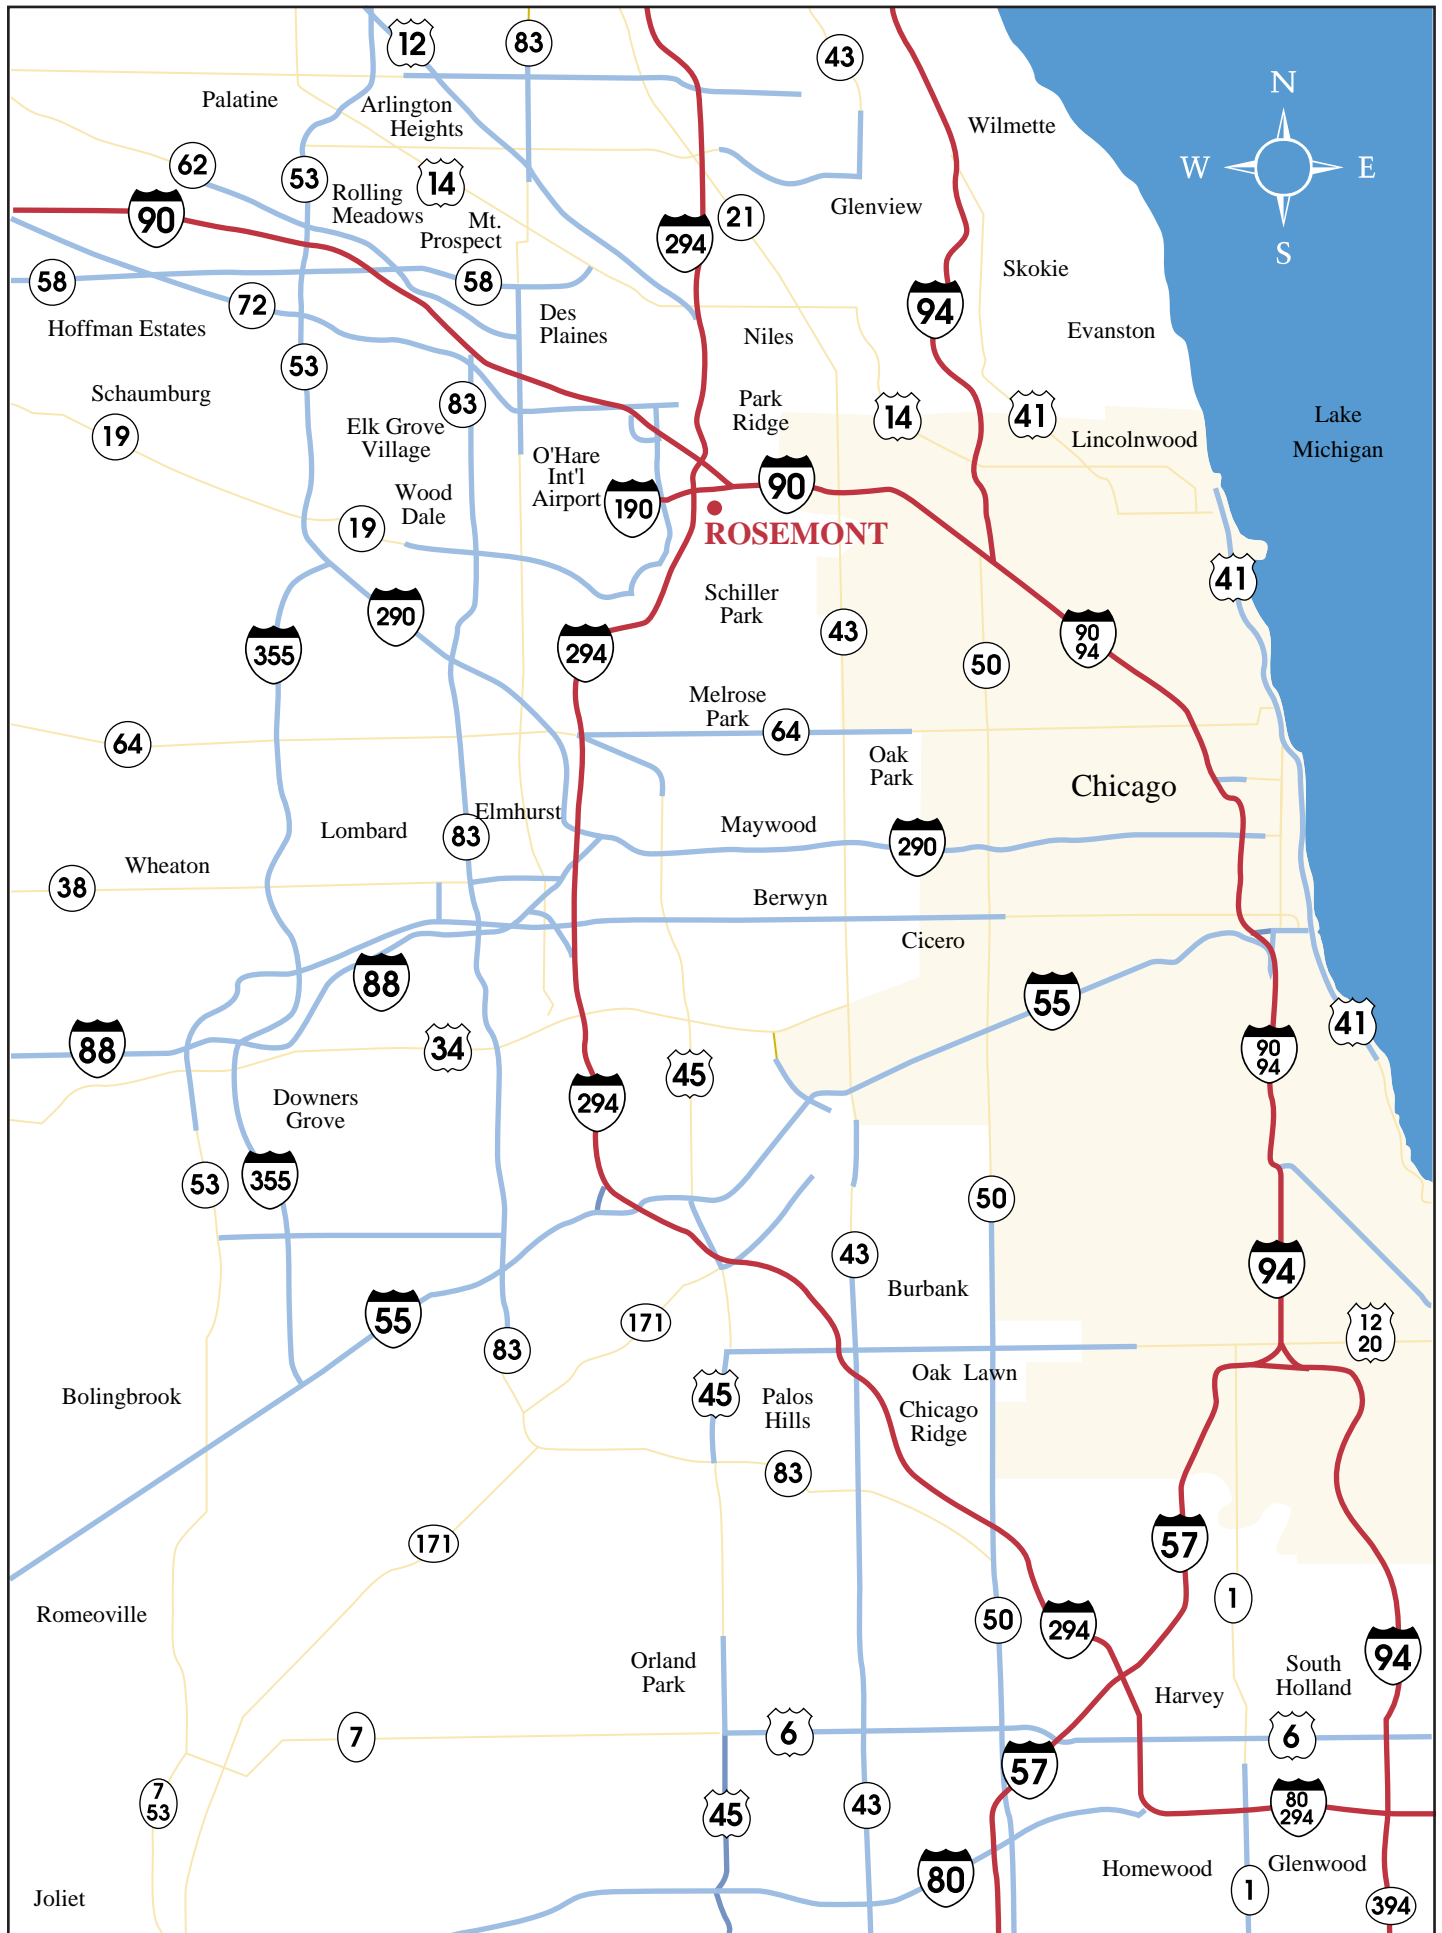 12
83
43
N
Palatine
Arlington
Heights
Wilmette
W
E
62
53
14
Rolling
Meadows
90
Mt.
Prospect
294
21
Glenview
S
58
58
72
Skokie
94
Hoffman Estates
Des
Plaines
Niles
Evanston
53
Schaumburg
83
Park
Ridge
14
41
Lake
Michigan
19
Elk Grove
Village
Lincolnwood
O'Hare
Int'l
Airport
90
Wood
Dale
190
19
ROSEMONT
41
290
Schiller
Park
355
294
43
50
90
94
Melrose
Park
64
64
Oak
Park
Chicago
Elmhurst
Lombard
83
Maywood
290
Wheaton
38
Berwyn
Cicero
88
55
88
34
45
90
94
41
Downers
Grove
294
53
355
50
43
94
Burbank
55
171
83
12
20
Oak Lawn
Bolingbrook
45
Palos
Hills
Chicago
Ridge
83
171
57
1
Romeoville
50
294
94
Orland
Park
South
Holland
Harvey
7
6
6
57
7
53
45
43
80
294
Homewood
Glenwood
80
Joliet
1
394